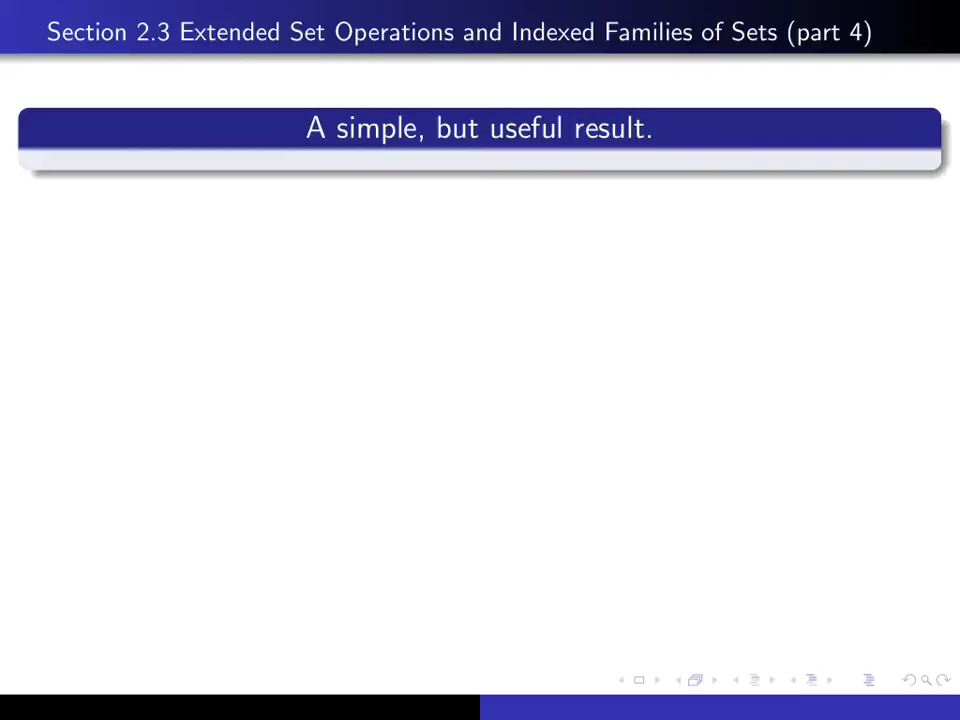 Section 2.3 Extended Set Operations and Indexed Families of Sets (part 4)
A simple, but useful result.